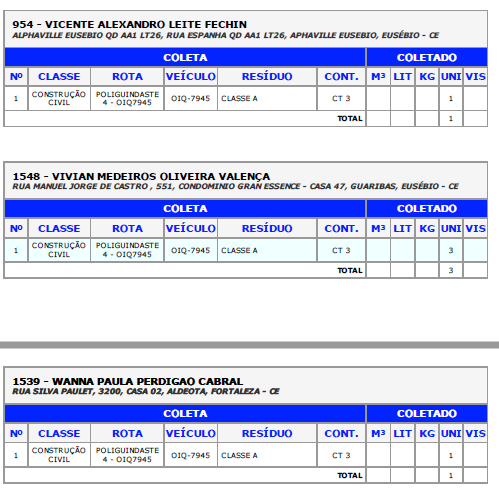 954 - VICENTE ALEXANDRO LEITE FECHIN
ALPHAVILLE EUSEBIO QD AA1 LT26, RUA ESPANHA QD AA1 LT26, APHAVILLE EUSEBIO, EUSÉBIO - CE
COLETA COLETADO
Nº CLASSE ROTA VEÍCULO RESÍDUO CONT. M³ LIT KG UNI VIS
1 CONSTRUÇÃO CIVIL POLIGUINDASTE 4 - OIQ7945 OIQ-7945 CLASSE A CT 3 1
TOTAL 1
1548 - VIVIAN MEDEIROS OLIVEIRA VALENÇA
RUA MANUEL JORGE DE CASTRO , 551, CONDOMINIO GRAN ESSENCE - CASA 47, GUARIBAS, EUSÉBIO - CE
COLETA COLETADO
Nº CLASSE ROTA VEÍCULO RESÍDUO CONT. M³ LIT KG UNI VIS
1 CONSTRUÇÃO CIVIL POLIGUINDASTE 4 - OIQ7945 OIQ-7945 CLASSE A CT 3 3
TOTAL 3
1539 - WANNA PAULA PERDIGAO CABRAL
RUA SILVA PAULET, 3200, CASA 02, ALDEOTA, FORTALEZA - CE
COLETA COLETADO
Nº CLASSE ROTA VEÍCULO RESÍDUO CONT. M³ LIT KG UNI VIS
1 CONSTRUÇÃO CIVIL POLIGUINDASTE 4 - OIQ7945 OIQ-7945 CLASSE A CT 3 1
TOTAL 1